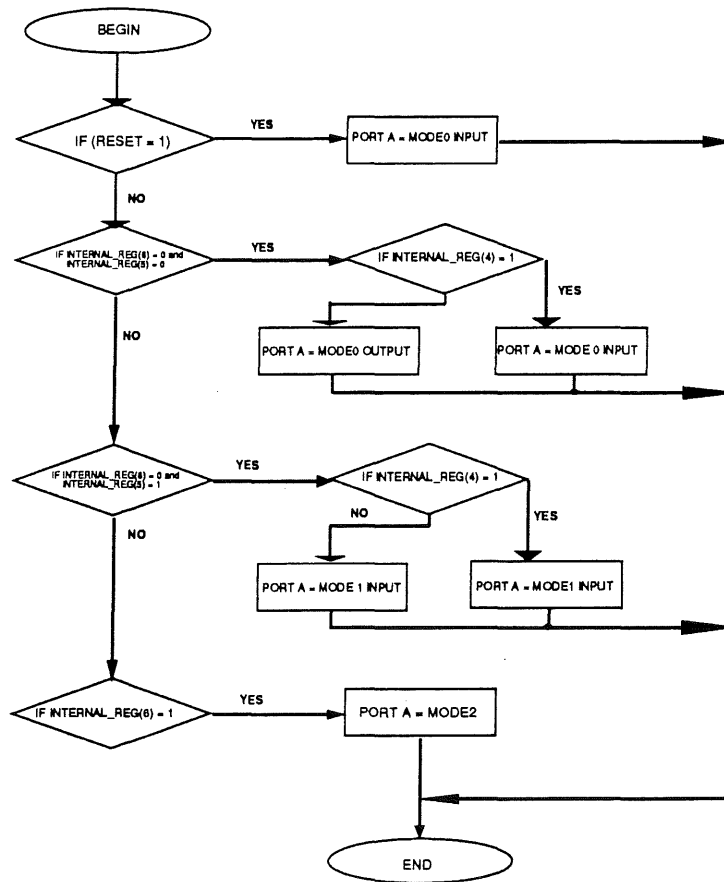 BEGIN
IF (RESET = 1)
YES
PORT A = MODE0 INPUT
NO
IF INTERNAL_REG(6) = 0 and
INTERNAL_REG(5) = 0
YES
IF INTERNAL_REG(4) = 1
YES
NO
PORT A = MODE0 OUTPUT
PORT A = MODE 0 INPUT
IF INTERNAL_REG(6) = 0 and
INTERNAL_REG(5) = 1
YES
IF INTERNAL_REG(4) = 1
NO
YES
NO
PORT A = MODE 1 INPUT
PORT A = MODE1 INPUT
IF INTERNAL_REG(6) = 1
YES
PORT A = MODE2
END